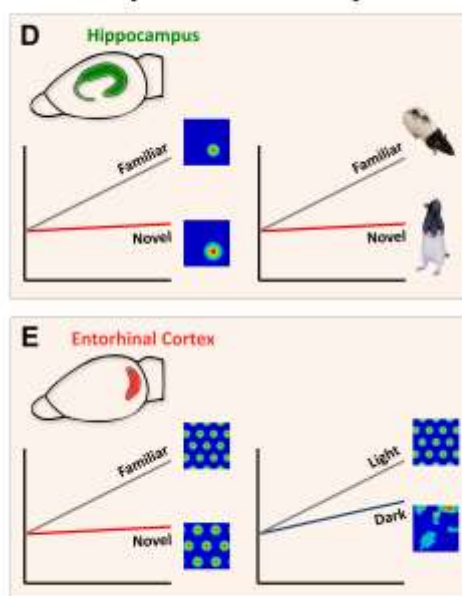 D
Hippocampus
Familiar
Novel
Familiar
Novel
E
Entorhinal Cortex
Familiar
Novel
Light
Dark